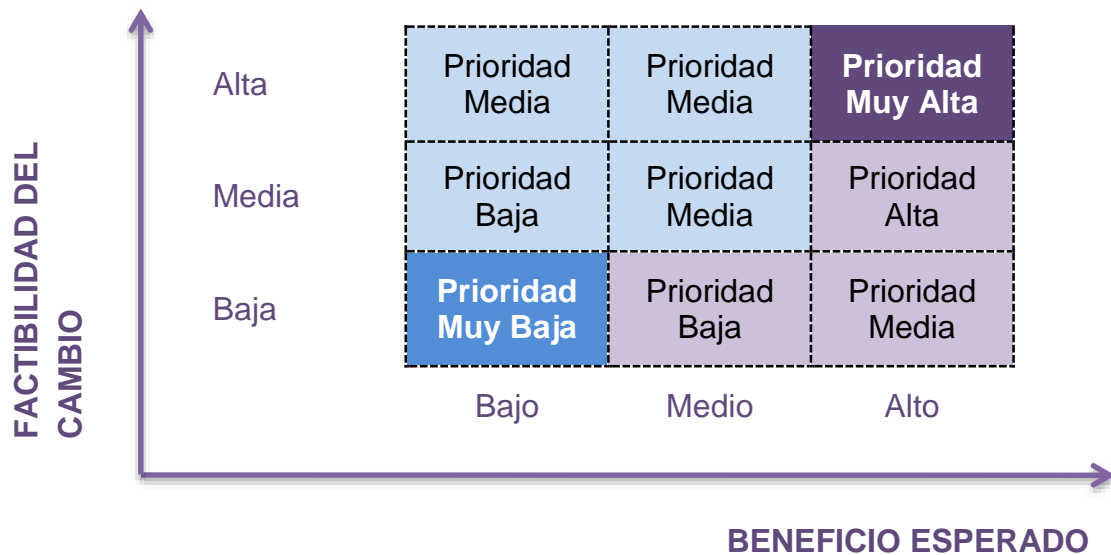 FACTIBILIDAD DEL
CAMBIO
Alta
Prioridad
Media
Prioridad
Media
Prioridad
Muy Alta
Media
Prioridad
Baja
Prioridad
Media
Prioridad
Alta
Baja
Prioridad
Muy Baja
Prioridad
Baja
Prioridad
Media
Bajo
Medio
Alto
BENEFICIO ESPERADO